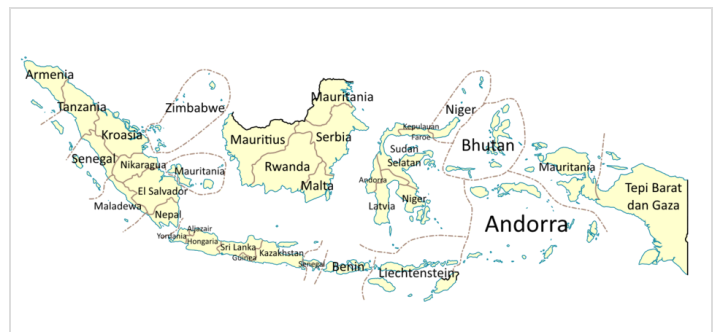 Armenia
Tanzania
Zimbabwe
Kroasia
Senegal
Nikaragua
Mauritania
El Salvador
Maladewa
Nepal
Mauritania
Mauritius
Serbia
Rwanda
Malta
Niger
Kepulauan
Faroe
Sudan
Selatan
Andorra
Niger
Latvia
Bhutan
Mauritania
Tepi Barat
dan Gaza
Andorra
Aljazair
Yordania
Hongaria
Sri Lanka
Guinea
Kazakhstan
Senegal
Benin
Liechtenstein